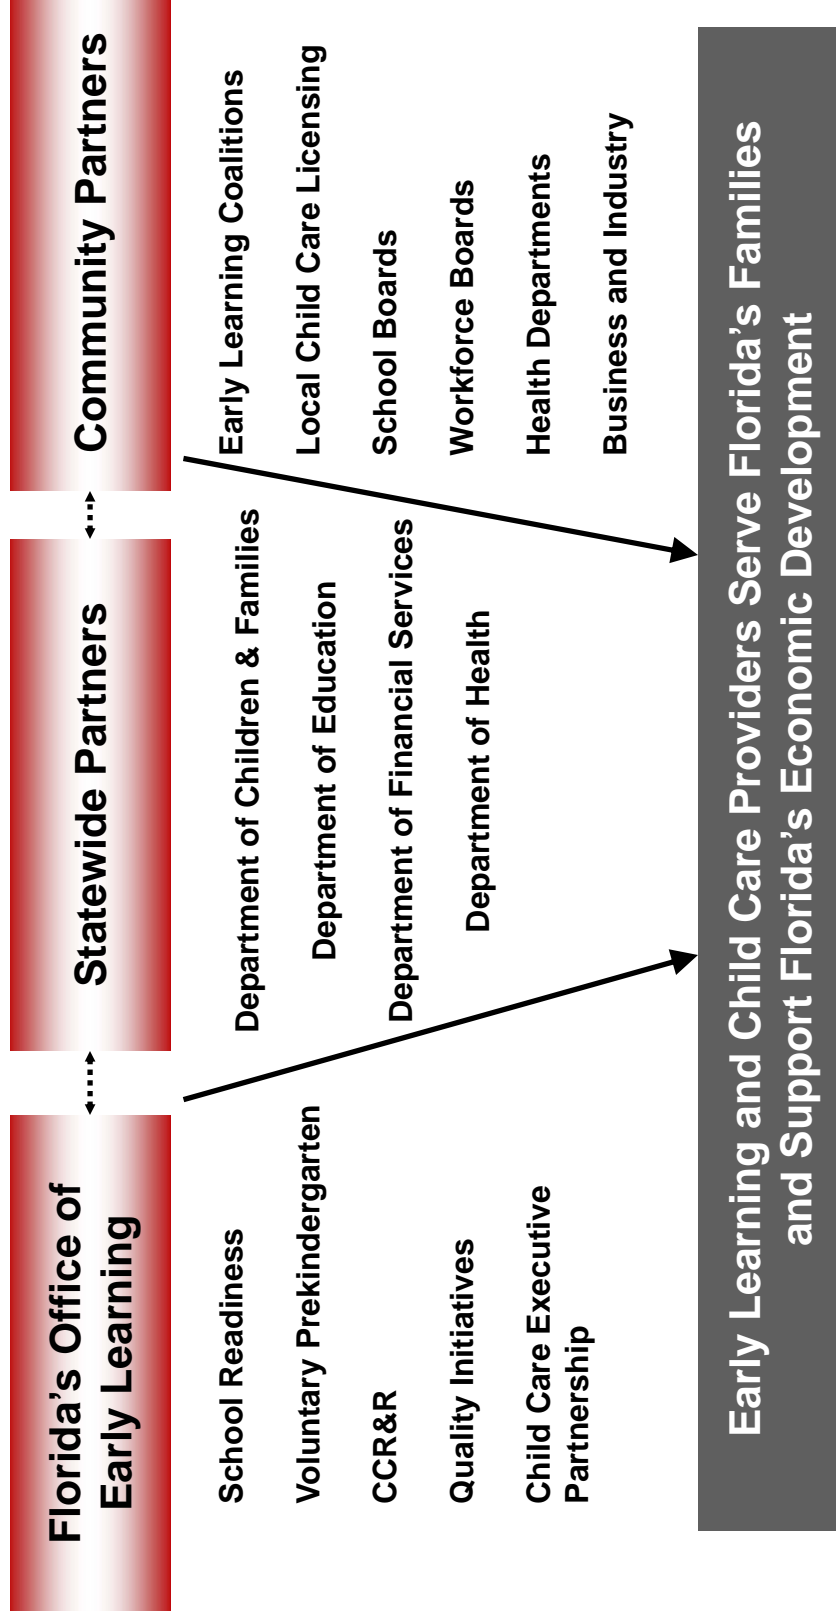 Florida’s Office of
Early Learning
School Readiness
Voluntary Prekindergarten
CCR&R
Quality Initiatives
Child Care Executive
Partnership
Statewide Partners
Department of Children & Families
Department of Education
Department of Financial Services
Department of Health
Community Partners
Early Learning Coalitions
Local Child Care Licensing
School Boards
Workforce Boards
Health Departments
Business and Industry
Early Learning and Child Care Providers Serve Florida’s Families
and Support Florida’s Economic Development